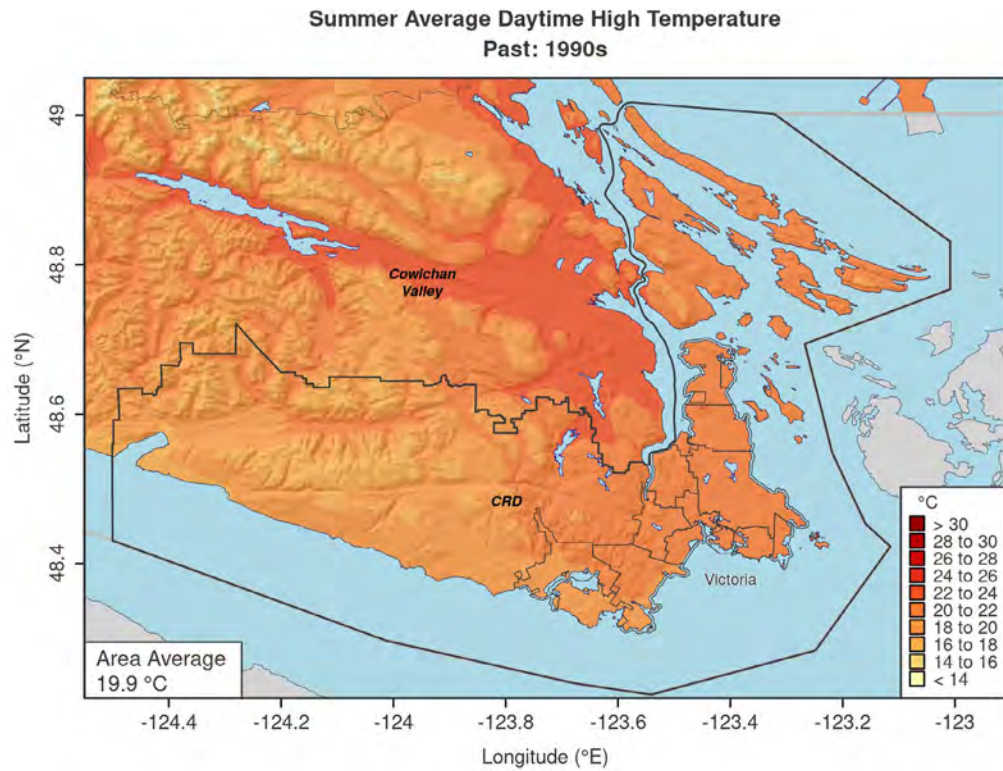 Summer Average Daytime High Temperature
Past: 1990s
49
48.8
48.6
48.4
Latitude (°N)
Cowichan
Valley
CRD
Victoria
°C
> 30
28 to 30
26 to 28
24 to 26
22 to 24
20 to 22
18 to 20
16 to 18
14 to 16
< 14
Area Average
19.9 °C
-124.4
-124.2
-124
-123.8
-123.6
-123.4
-123.2
-123
Longitude (°E)